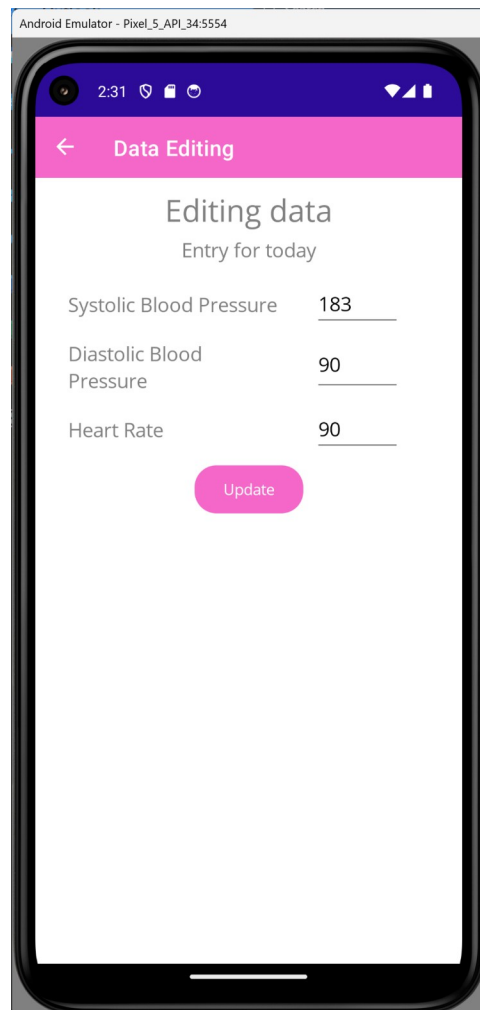 Android Emulator - Pixel_5_API_34:5554
2:31
Data Editing
Editing data
Entry for today
Systolic Blood Pressure 183
Diastolic Blood
Pressure 90
Heart Rate 90
Update